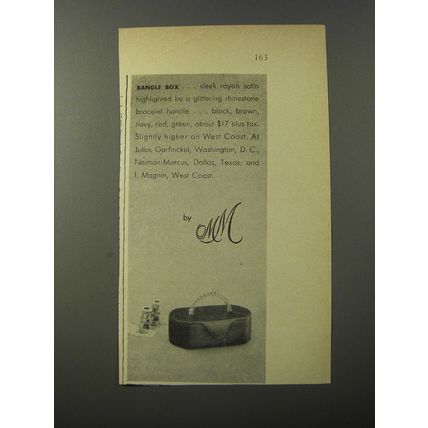 163
BANGLE BOX . . . sleek rayon satin
highlighted by a glittering rhinestone
bracelet handle . . . black, brown,
navy, red, green, about $17 plus tax.
Slightly higher on West Coast. At
Julius Garfinckel, Washington, D. C.,
Neiman-Marcus, Dallas, Texas; and
I. Magnin, West Coast.
by MM